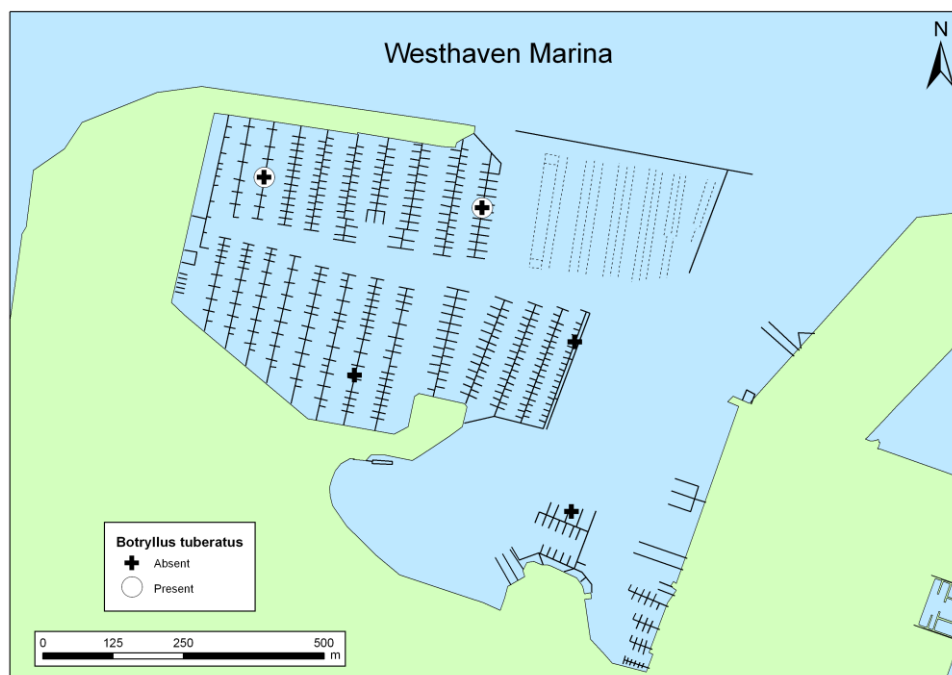 Westhaven Marina
N
Botryllus tuberatus
Absent
Present
0 125 250 500
m